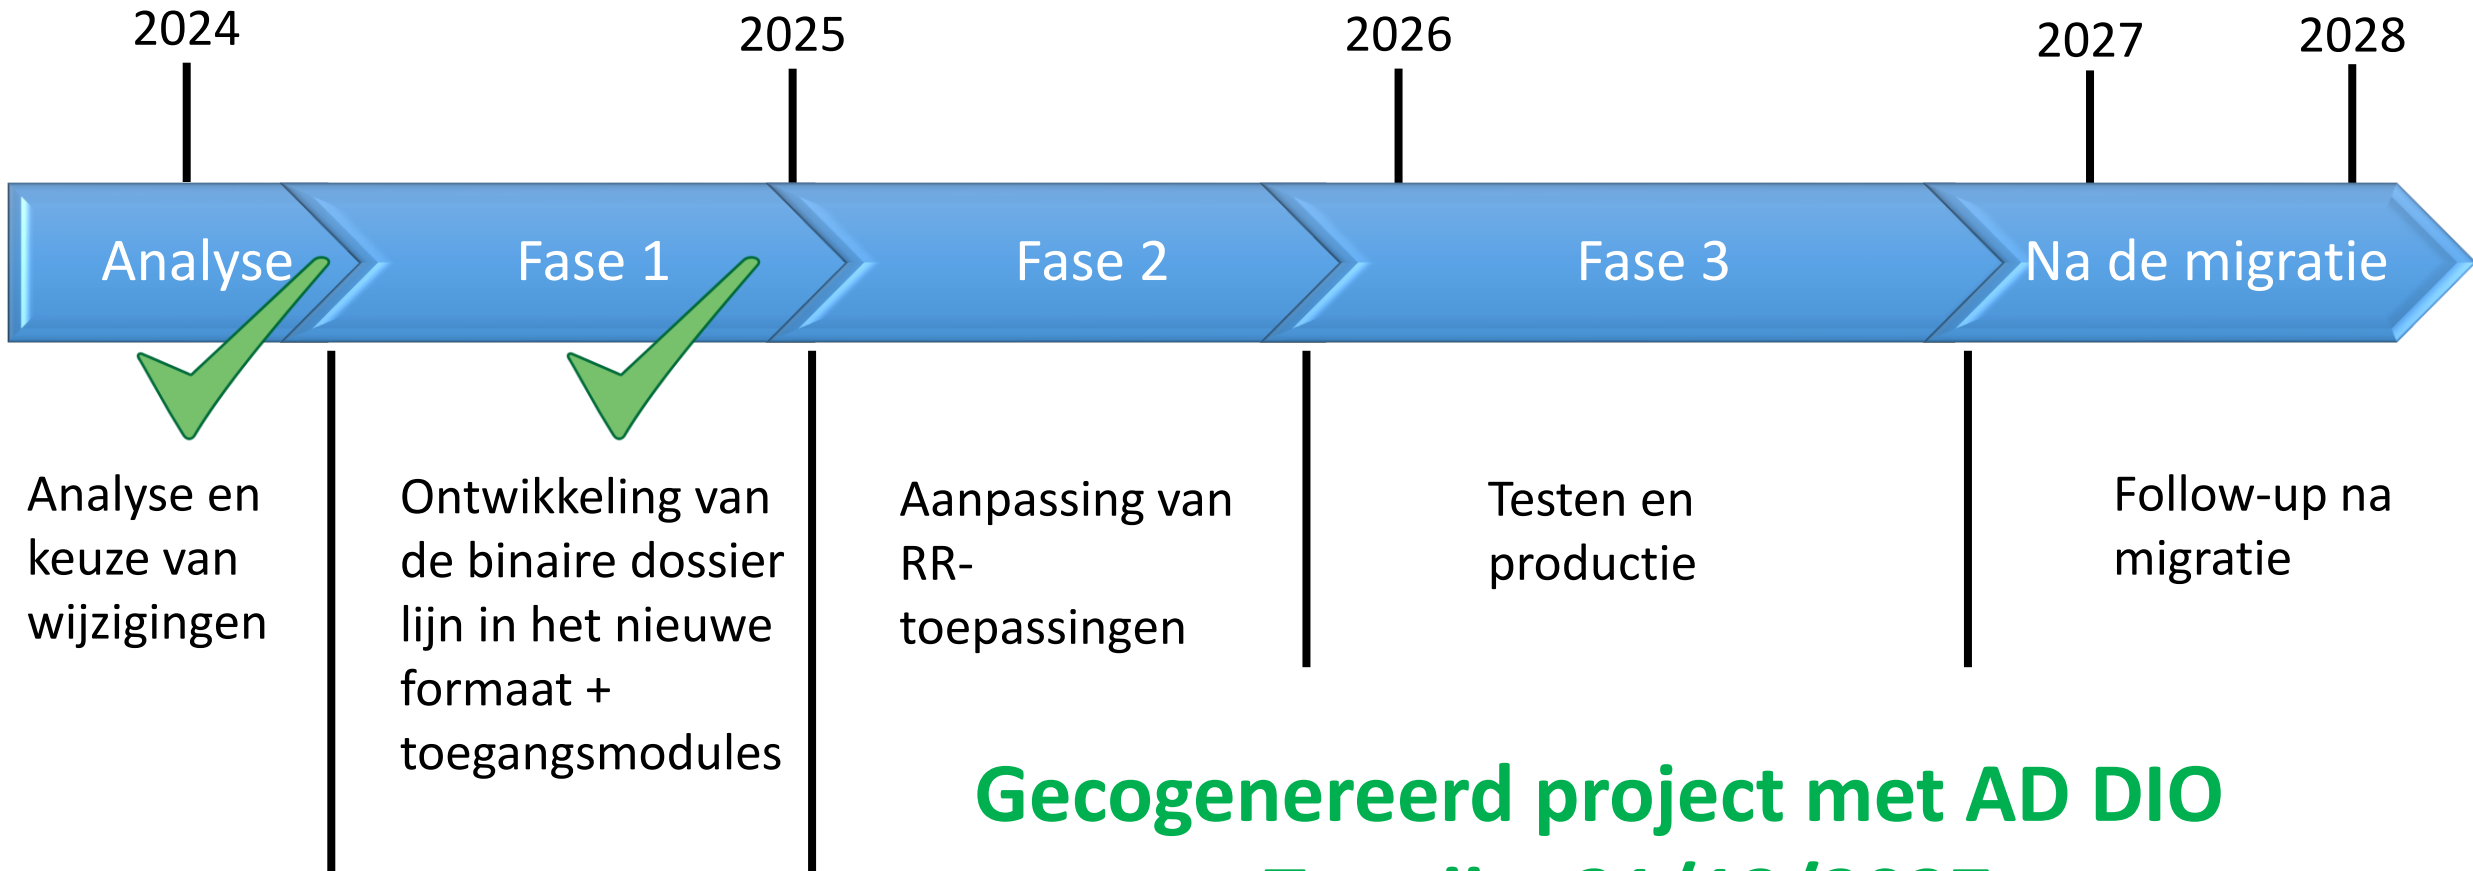 2024
2025
2026
2027
2028
Analyse
Fase 1
Fase 2
Fase 3
Na de migratie
Analyse en
keuze van
wijzigingen
Ontwikkeling van
de binaire dossier
lijn in het nieuwe
formaat +
toegangsmodules
Aanpassing van
RR-
toepassingen
Testen en
productie
Follow-up na
migratie
Gecogenereerd project met AD DIO